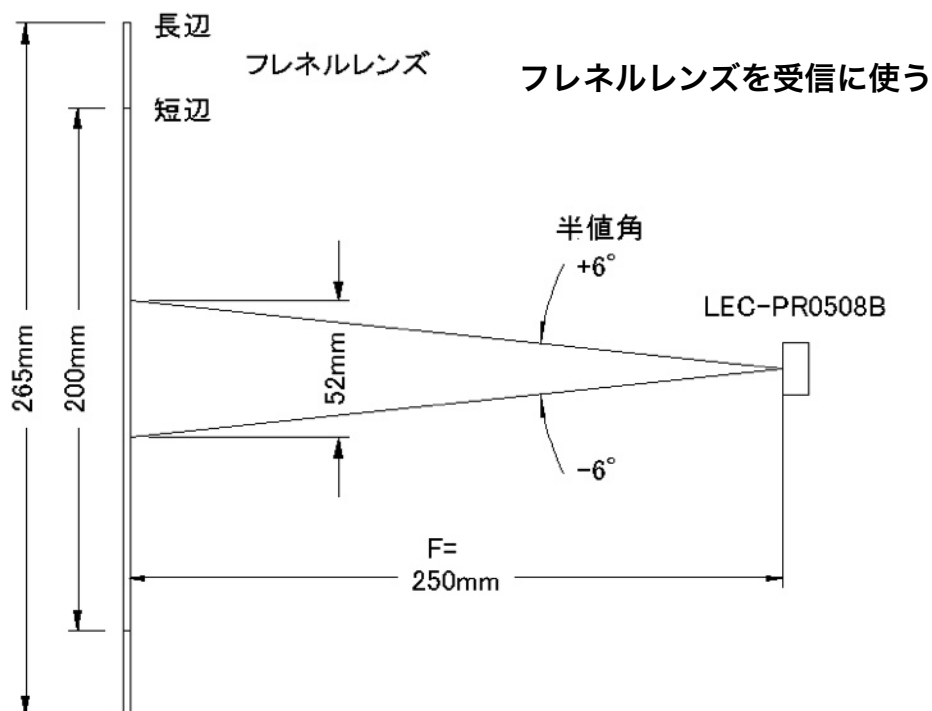 長辺
フレネルレンズ
フレネルレンズを受信に使う
短辺
半値角
+6°
LEC-PR0508B
265mm
200mm
52mm
-6°
F=
250mm